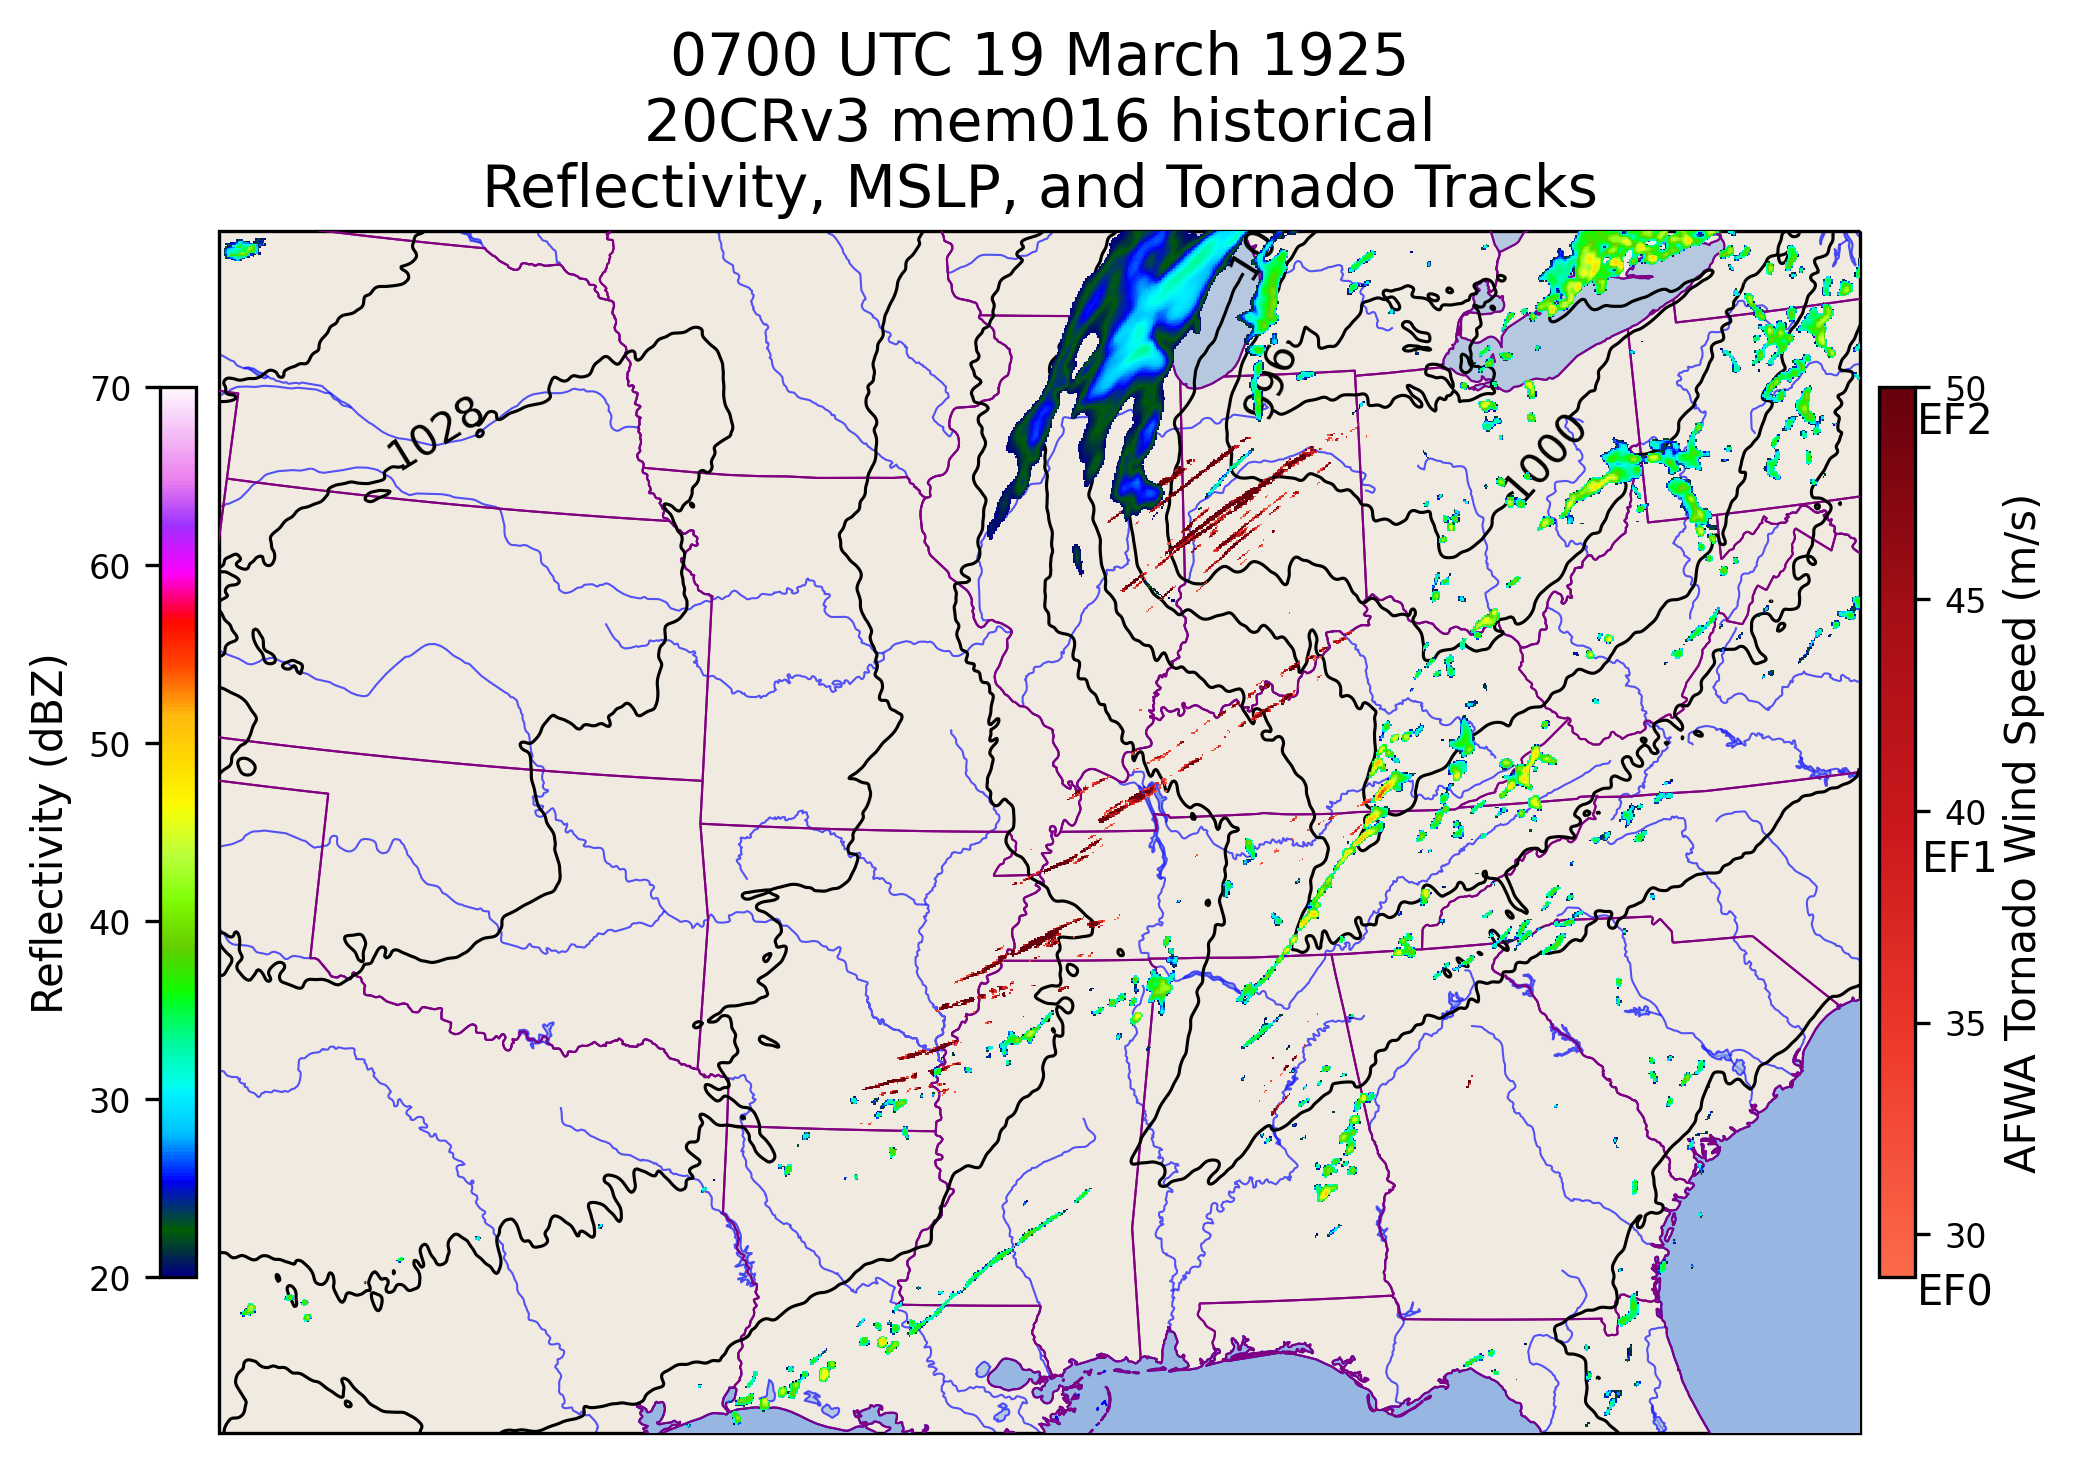 0700 UTC 19 March 1925
20CRv3 mem016 historical
Reflectivity, MSLP, and Tornado Tracks
70
60
50
40
30
20
Reflectivity (dBZ)
1028
996
1000
50
EF2
45
40
EF1
35
30
EF0
AFWA Tornado Wind Speed (m/s)